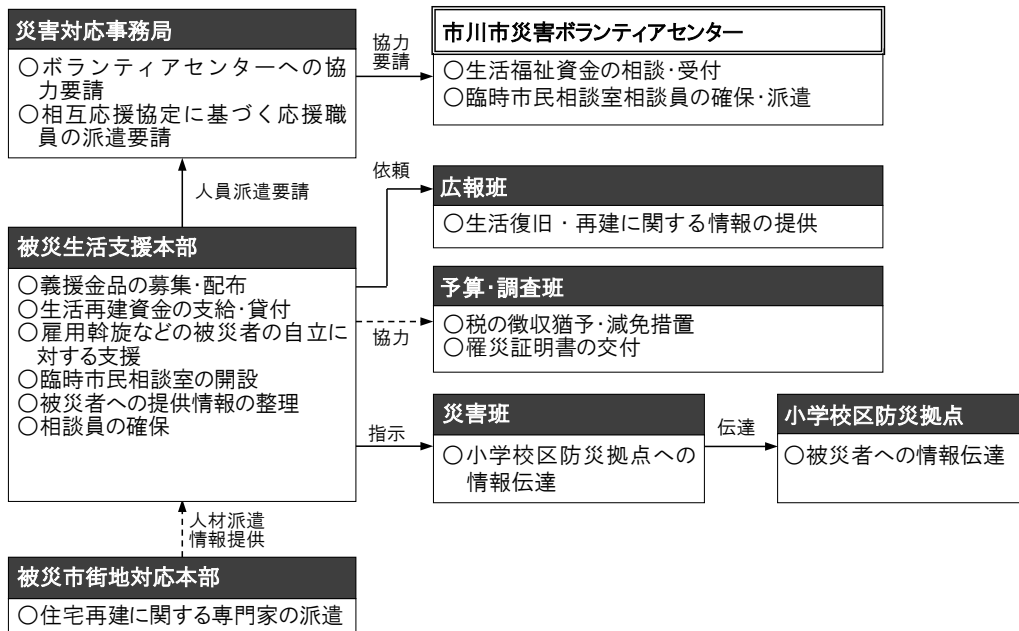 災害対応事務局
○ボランティアセンターへの協
力要請
○相互応援協定に基づく応援職
員の派遣要請
協力
要請
市川市災害ボランティアセンター
○生活福祉資金の相談・受付
○臨時市民相談室相談員の確保・派遣
人員派遣要請
依頼
広報班
○生活復旧・再建に関する情報の提供
被災生活支援本部
○義援金品の募集・配布
○生活再建資金の支給・貸付
○雇用斡旋などの被災者の自立に
対する支援
○臨時市民相談室の開設
○被災者への提供情報の整理
○相談員の確保
協力
予算・調査班
○税の徴収猶予・減免措置
○罹災証明書の交付
指示
災害班
○小学校区防災拠点への
情報伝達
伝達
小学校区防災拠点
○被災者への情報伝達
人材派遣
情報提供
被災市街地対応本部
○住宅再建に関する専門家の派遣